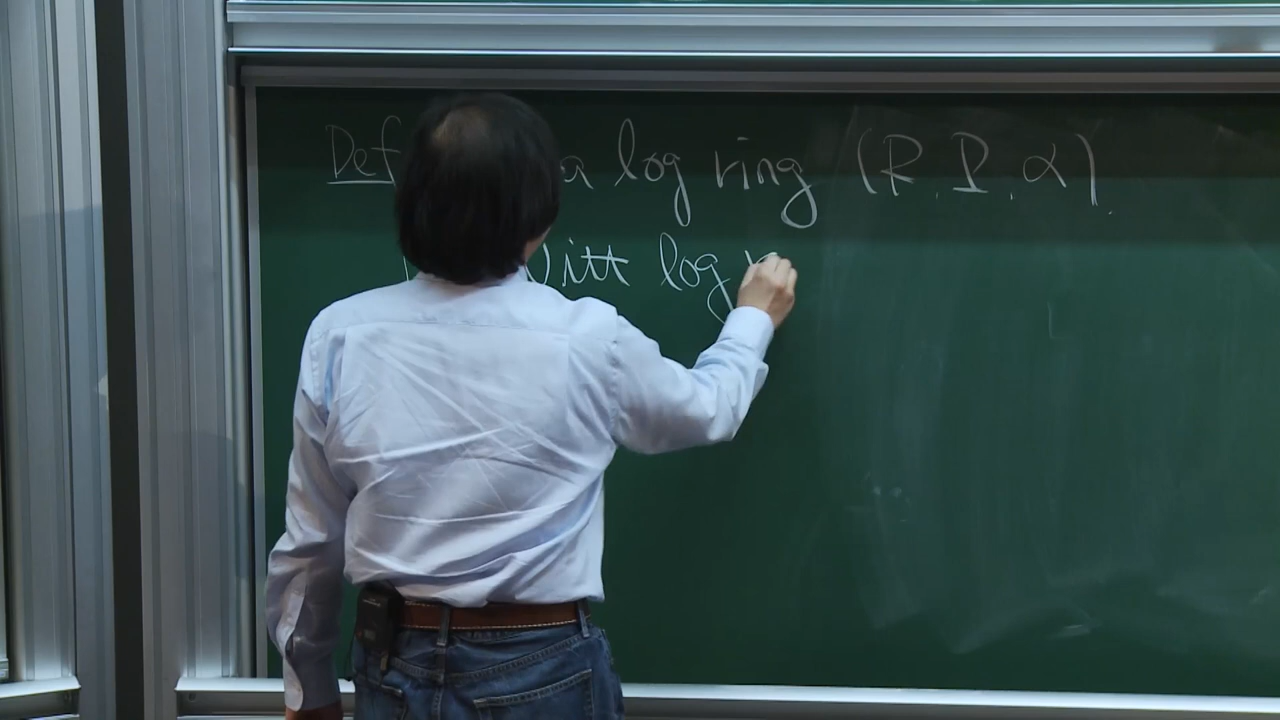 Def a log ring (R, P, α).
Witt log